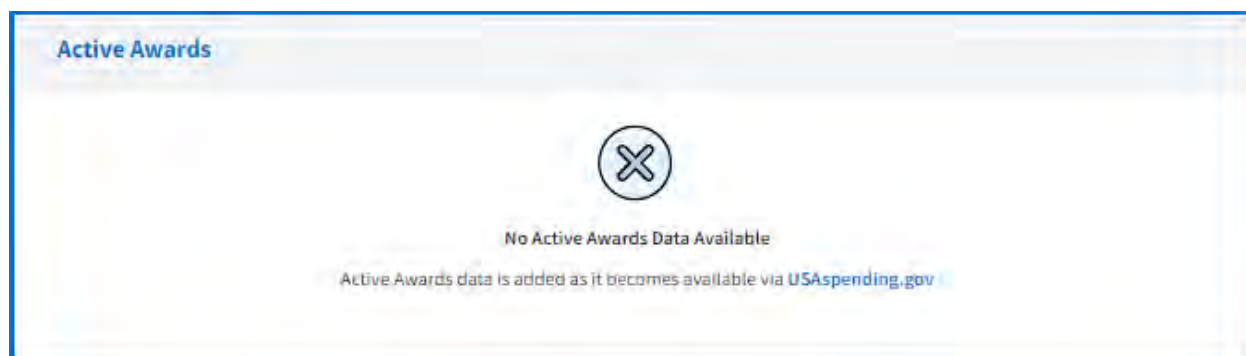 Active Awards
No Active Awards Data Available
Active Awards data is added as it becomes available via USAspending.gov